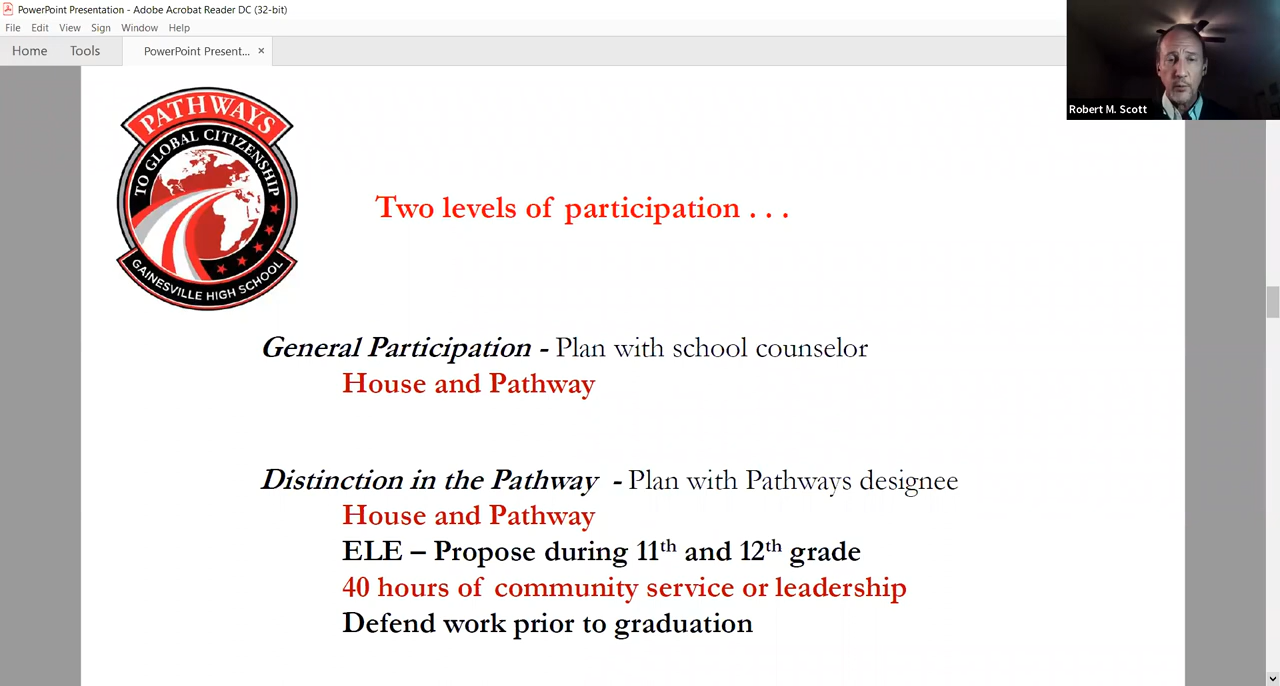 PowerPoint Presentation - Adobe Acrobat Reader DC (32-bit)
File Edit View Sign Window Help
Home Tools PowerPoint Present... ×
Robert M. Scott
PATHWAYS
TO GLOBAL CITIZENSHIP
GAINESVILLE HIGH SCHOOL
Two levels of participation . . .
General Participation - Plan with school counselor
House and Pathway
Distinction in the Pathway - Plan with Pathways designee
House and Pathway
ELE – Propose during 11th and 12th grade
40 hours of community service or leadership
Defend work prior to graduation